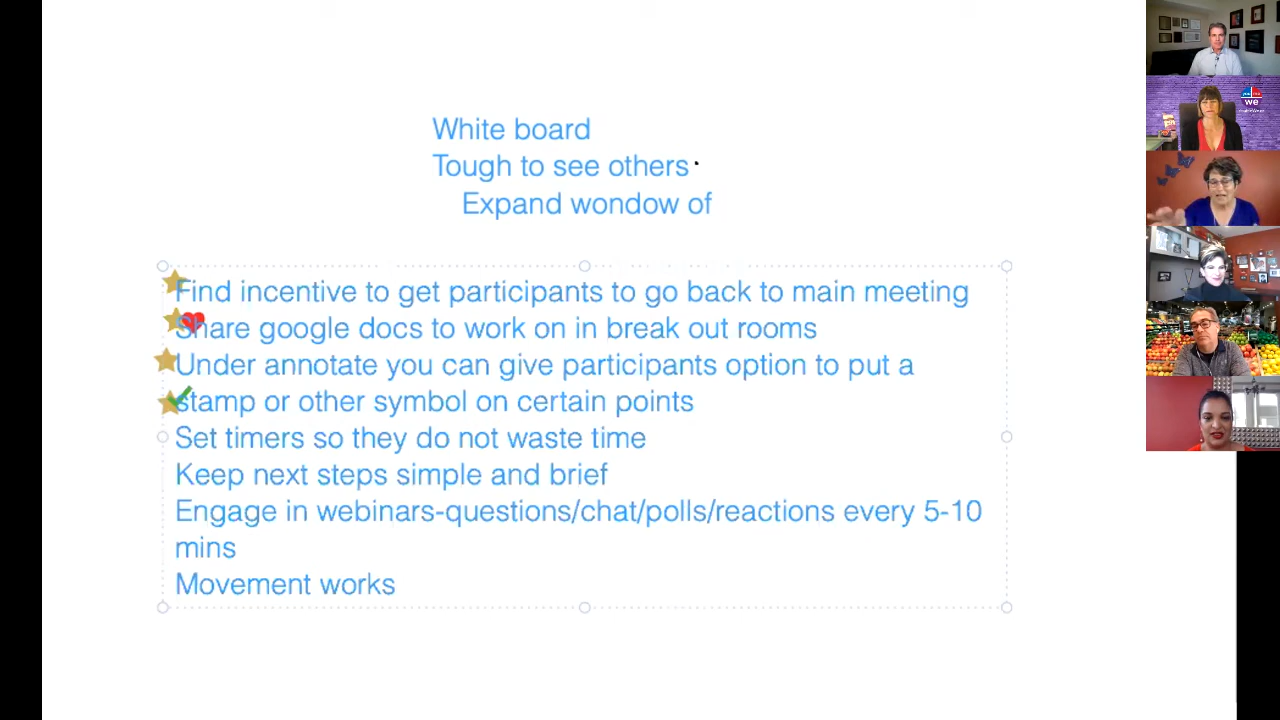 White board
Tough to see others
Expand wondow of
Find incentive to get participants to go back to main meeting
Share google docs to work on in break out rooms
Under annotate you can give participants option to put a
stamp or other symbol on certain points
Set timers so they do not waste time
Keep next steps simple and brief
Engage in webinars-questions/chat/polls/reactions every 5-10
mins
Movement works
we